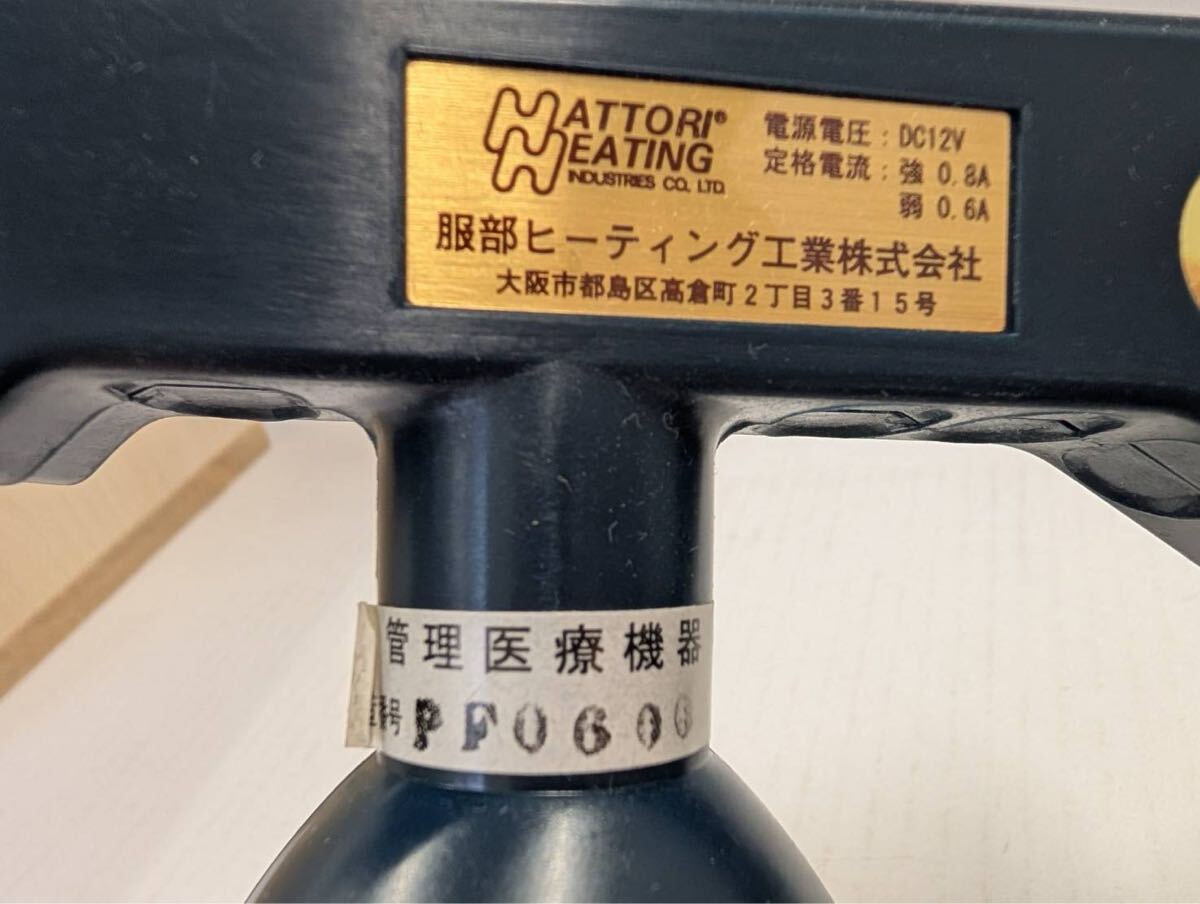 HATTORI®
HEATING
INDUSTRIES CO., LTD.
電源電圧：DC12V
定格電流：強 0.8A
弱 0.6A
服部ヒーティング工業株式会社
大阪市都島区高倉町2丁目3番15号
管理医療機器
番号 PF060